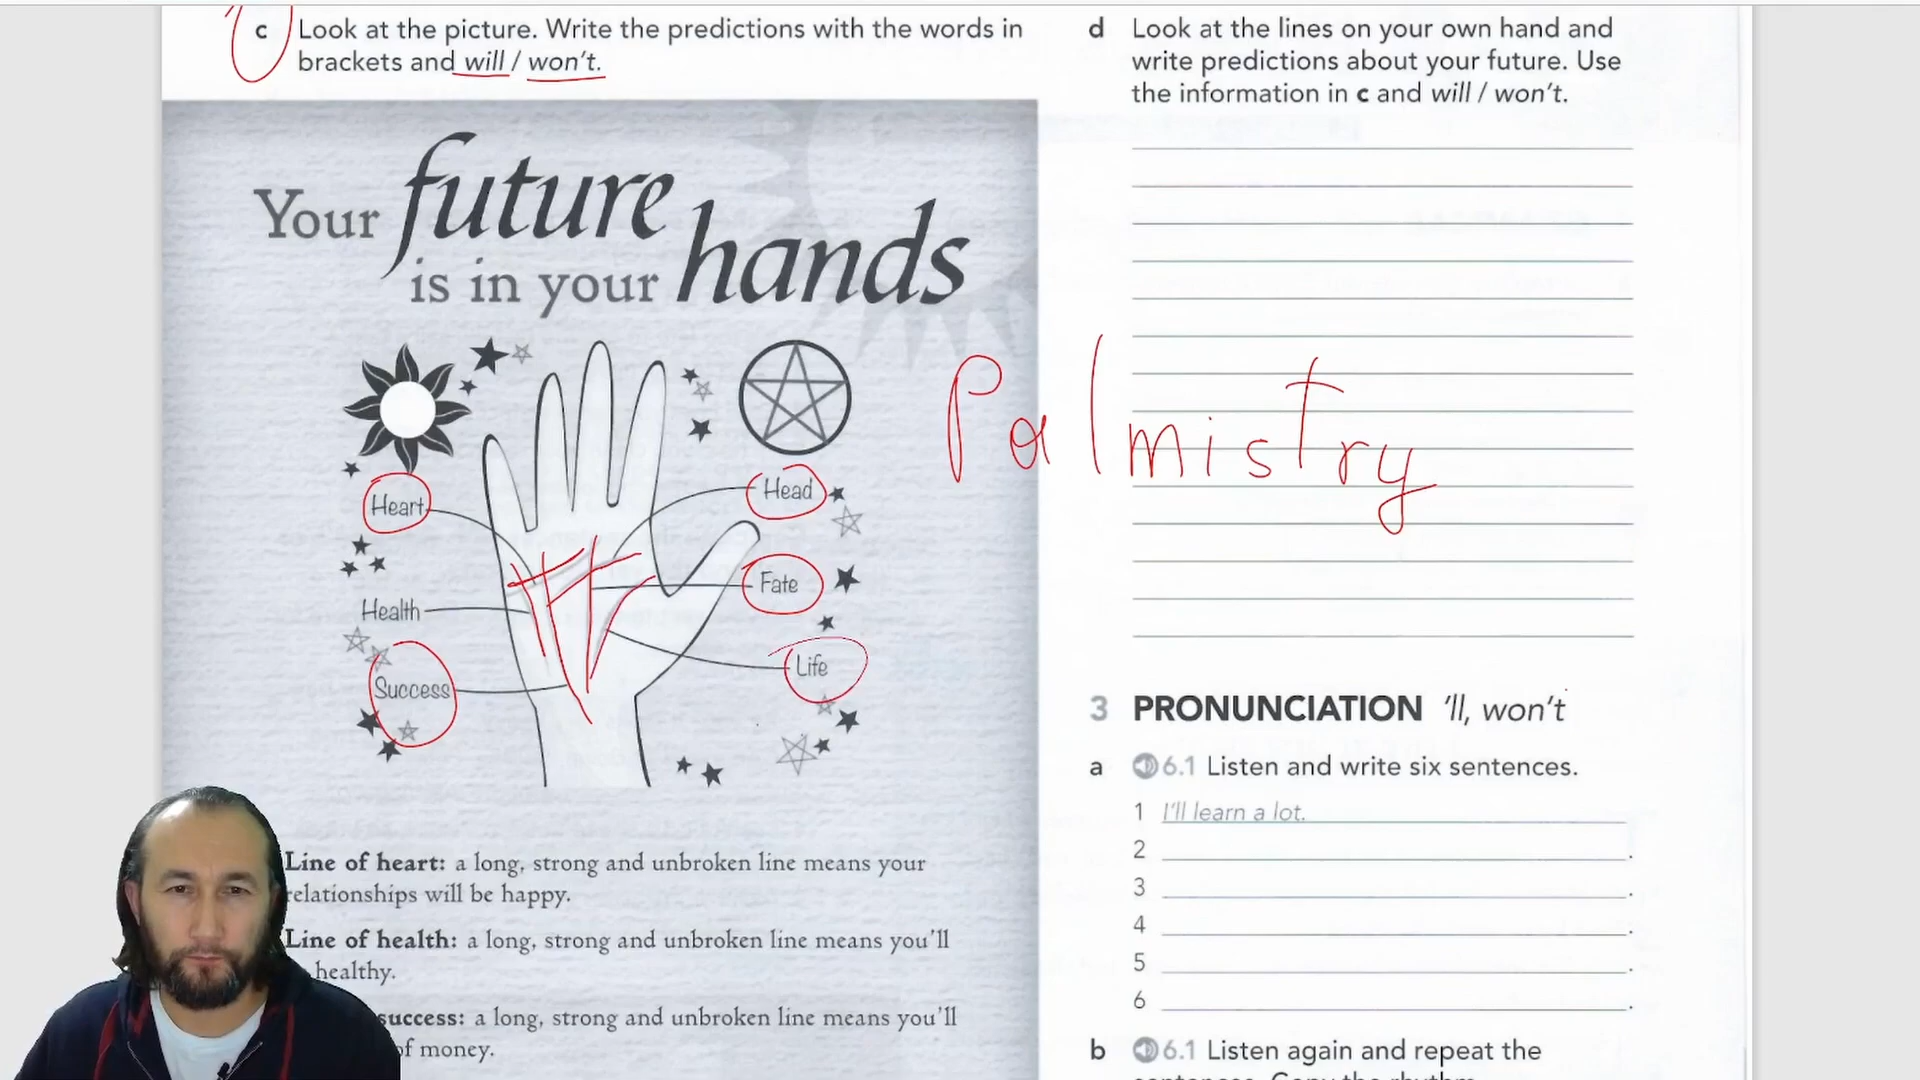 c Look at the picture. Write the predictions with the words in
brackets and will / won't.
Your future
is in your hands
Heart
Health
Success
Head
Fate
Life
Palmistry
Line of heart: a long, strong and unbroken line means your
relationships will be happy.
Line of health: a long, strong and unbroken line means you'll
healthy.
success: a long, strong and unbroken line means you'll
of money.
d Look at the lines on your own hand and
write predictions about your future. Use
the information in c and will / won't.
3 PRONUNCIATION 'll, won't
a 6.1 Listen and write six sentences.
1 I'll learn a lot.
2 .
3 .
4 .
5 .
6 .
b 6.1 Listen again and repeat the
sentences. Copy the rhythm.